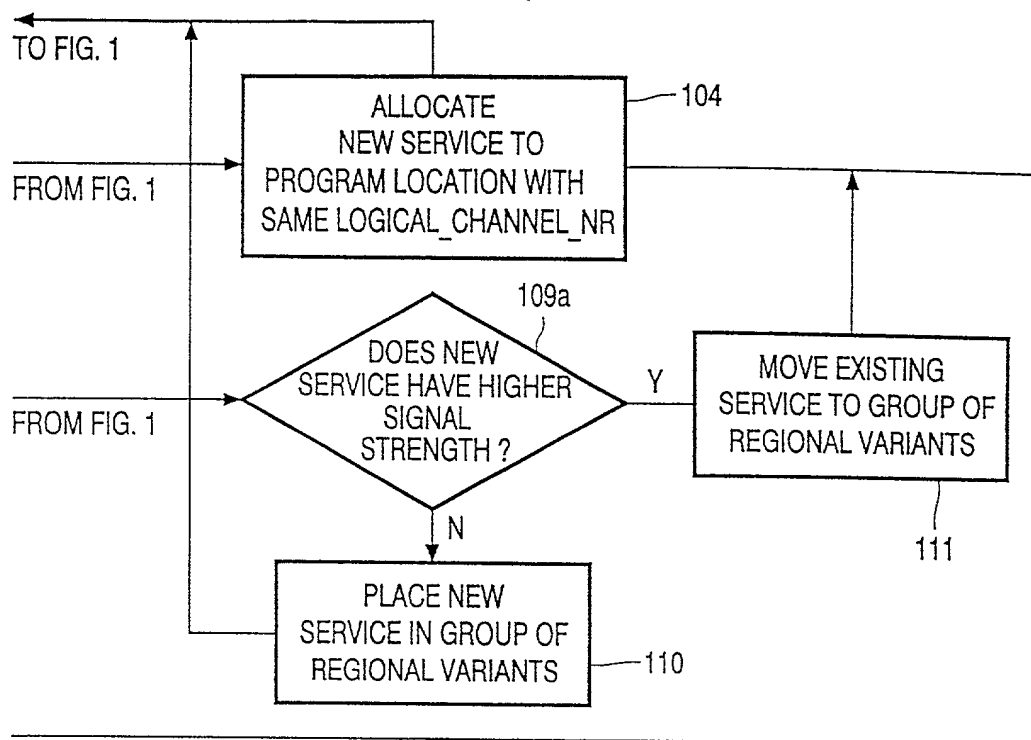 TO FIG. 1
ALLOCATE
NEW SERVICE TO
PROGRAM LOCATION WITH
SAME LOGICAL_CHANNEL_NR
104
FROM FIG. 1
109a
DOES NEW
SERVICE HAVE HIGHER
SIGNAL
STRENGTH ?
FROM FIG. 1
Y
MOVE EXISTING
SERVICE TO GROUP OF
REGIONAL VARIANTS
111
N
PLACE NEW
SERVICE IN GROUP OF
REGIONAL VARIANTS
110